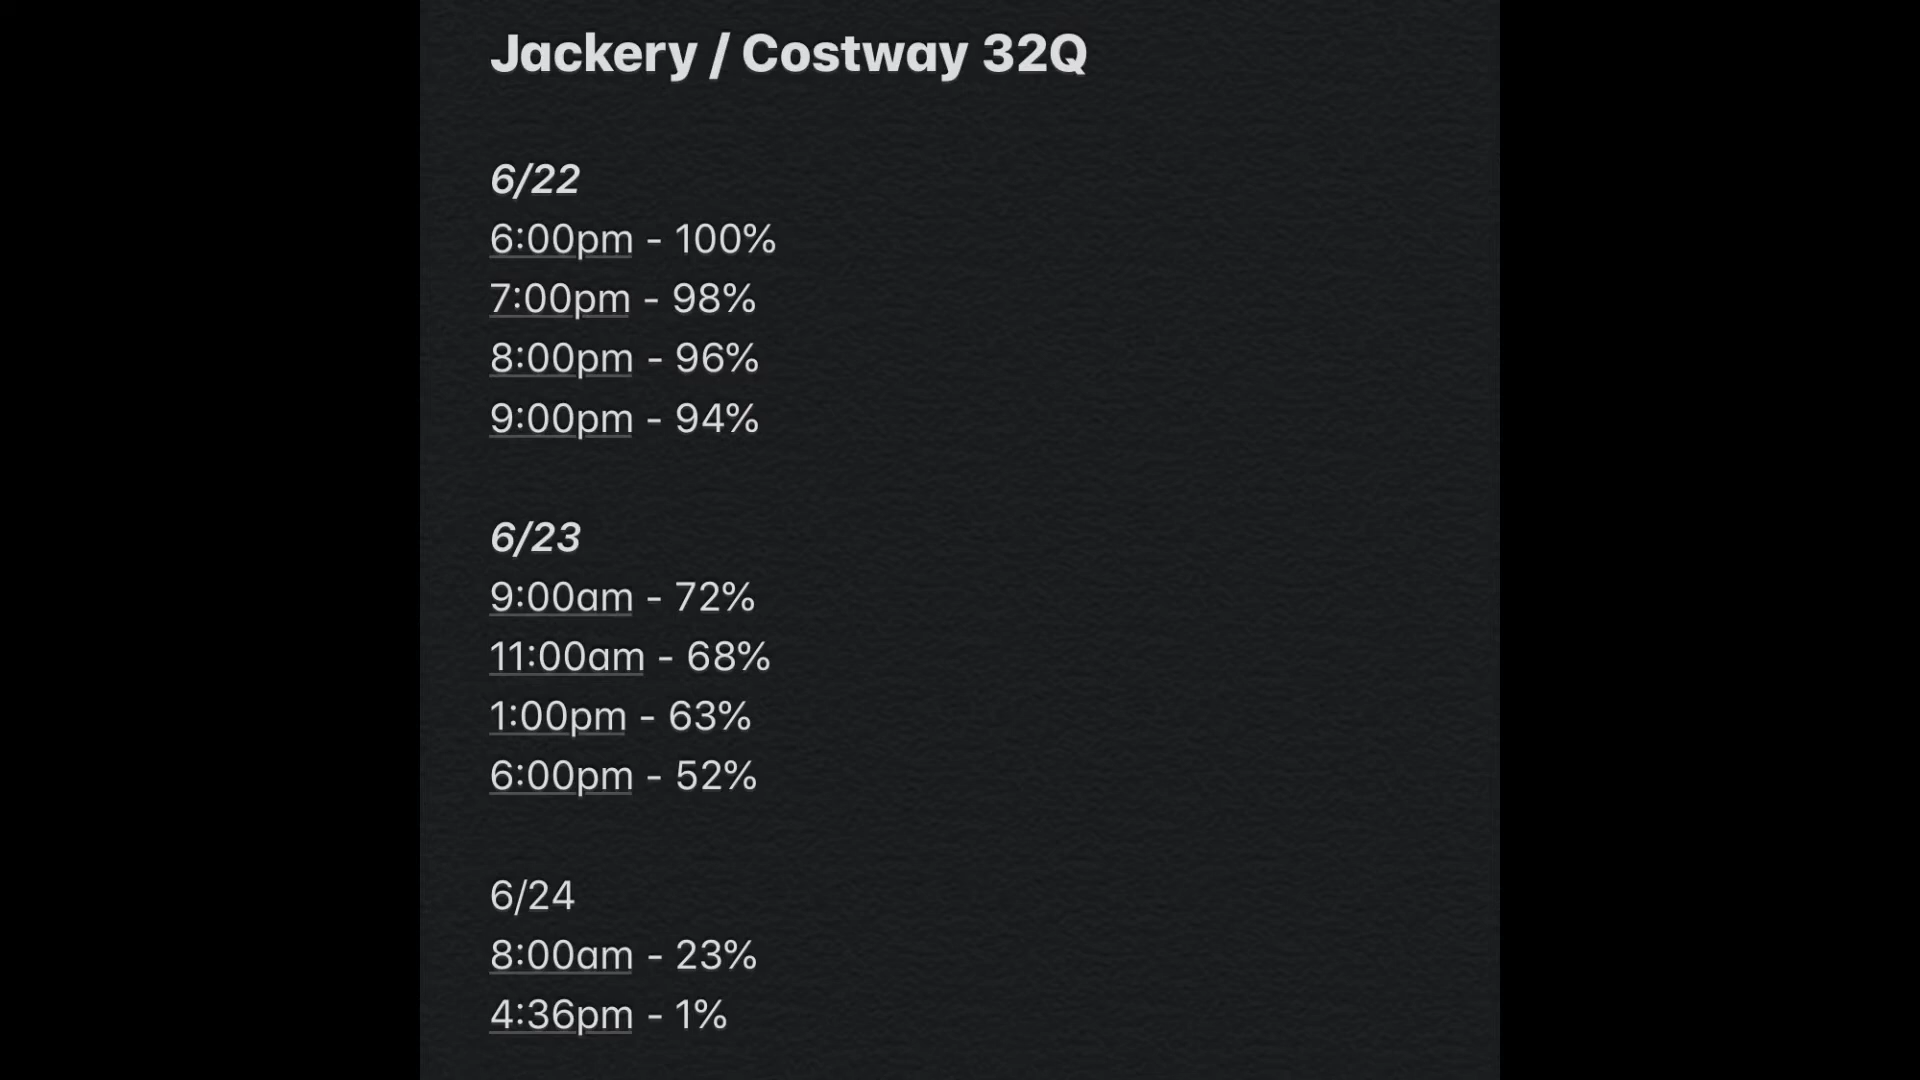 Jackery / Costway 32Q
6/22
6:00pm - 100%
7:00pm - 98%
8:00pm - 96%
9:00pm - 94%
6/23
9:00am - 72%
11:00am - 68%
1:00pm - 63%
6:00pm - 52%
6/24
8:00am - 23%
4:36pm - 1%